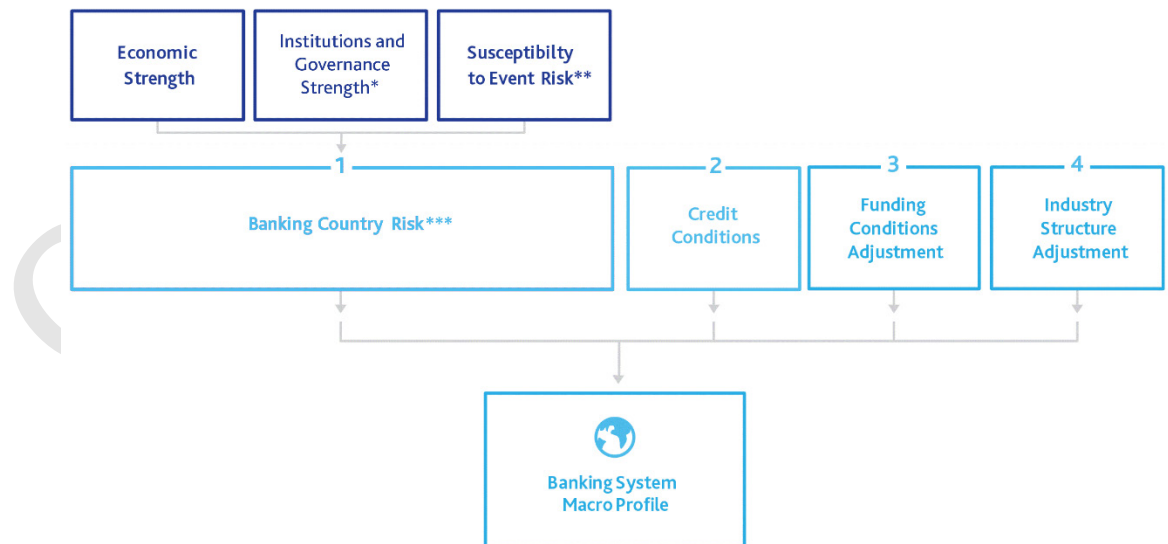 Economic
Strength
Institutions and
Governance
Strength*
Susceptibilty
to Event Risk**
1
Banking Country Risk***
2
Credit
Conditions
3
Funding
Conditions
Adjustment
4
Industry
Structure
Adjustment
Banking System
Macro Profile